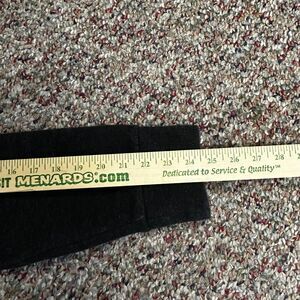 16 17 18 19 20 21 22 23 24 25 26 27 28
IT MENARDS.com Dedicated to Service & Quality™